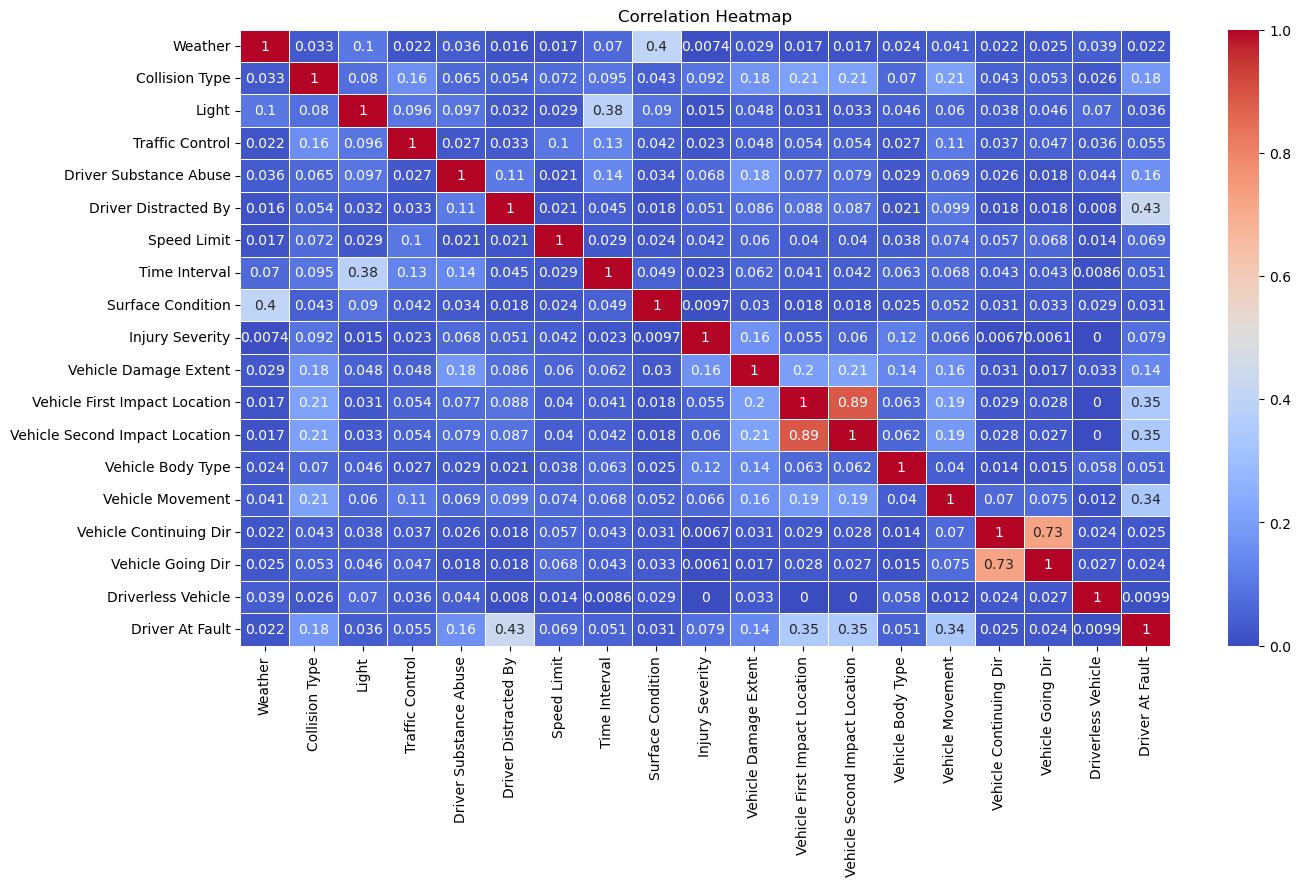 Correlation Heatmap
Weather 1 0.033 0.1 0.022 0.036 0.016 0.017 0.07 0.4 0.0074 0.029 0.017 0.017 0.024 0.041 0.022 0.025 0.039 0.022
Collision Type 0.033 1 0.08 0.16 0.065 0.054 0.072 0.095 0.043 0.092 0.18 0.21 0.21 0.07 0.21 0.043 0.053 0.026 0.18
Light 0.1 0.08 1 0.096 0.097 0.032 0.029 0.38 0.09 0.015 0.048 0.031 0.033 0.046 0.06 0.038 0.046 0.07 0.036
Traffic Control 0.022 0.16 0.096 1 0.027 0.033 0.1 0.13 0.042 0.023 0.048 0.054 0.054 0.027 0.11 0.037 0.047 0.036 0.055
Driver Substance Abuse 0.036 0.065 0.097 0.027 1 0.11 0.021 0.14 0.034 0.068 0.18 0.077 0.079 0.029 0.069 0.026 0.018 0.044 0.16
Driver Distracted By 0.016 0.054 0.032 0.033 0.11 1 0.021 0.045 0.018 0.051 0.086 0.088 0.087 0.021 0.099 0.018 0.018 0.008 0.43
Speed Limit 0.017 0.072 0.029 0.1 0.021 0.021 1 0.029 0.024 0.042 0.06 0.04 0.04 0.038 0.074 0.057 0.068 0.014 0.069
Time Interval 0.07 0.095 0.38 0.13 0.14 0.045 0.029 1 0.049 0.023 0.062 0.041 0.042 0.063 0.068 0.043 0.043 0.0086 0.051
Surface Condition 0.4 0.043 0.09 0.042 0.034 0.018 0.024 0.049 1 0.0097 0.03 0.018 0.018 0.025 0.052 0.031 0.033 0.029 0.031
Injury Severity 0.0074 0.092 0.015 0.023 0.068 0.051 0.042 0.023 0.0097 1 0.16 0.055 0.06 0.12 0.066 0.0067 0.0061 0 0.079
Vehicle Damage Extent 0.029 0.18 0.048 0.048 0.18 0.086 0.06 0.062 0.03 0.16 1 0.2 0.21 0.14 0.16 0.031 0.017 0.033 0.14
Vehicle First Impact Location 0.017 0.21 0.031 0.054 0.077 0.088 0.04 0.041 0.018 0.055 0.2 1 0.89 0.063 0.19 0.029 0.028 0 0.35
Vehicle Second Impact Location 0.017 0.21 0.033 0.054 0.079 0.087 0.04 0.042 0.018 0.06 0.21 0.89 1 0.062 0.19 0.028 0.027 0 0.35
Vehicle Body Type 0.024 0.07 0.046 0.027 0.029 0.021 0.038 0.063 0.025 0.12 0.14 0.063 0.062 1 0.04 0.014 0.015 0.058 0.051
Vehicle Movement 0.041 0.21 0.06 0.11 0.069 0.099 0.074 0.068 0.052 0.066 0.16 0.19 0.19 0.04 1 0.07 0.075 0.012 0.34
Vehicle Continuing Dir 0.022 0.043 0.038 0.037 0.026 0.018 0.057 0.043 0.031 0.0067 0.031 0.029 0.028 0.014 0.07 1 0.73 0.024 0.025
Vehicle Going Dir 0.025 0.053 0.046 0.047 0.018 0.018 0.068 0.043 0.033 0.0061 0.017 0.028 0.027 0.015 0.075 0.73 1 0.027 0.024
Driverless Vehicle 0.039 0.026 0.07 0.036 0.044 0.008 0.014 0.0086 0.029 0 0.033 0 0 0.058 0.012 0.024 0.027 1 0.0099
Driver At Fault 0.022 0.18 0.036 0.055 0.16 0.43 0.069 0.051 0.031 0.079 0.14 0.35 0.35 0.051 0.34 0.025 0.024 0.0099 1
Weather
Collision Type
Light
Traffic Control
Driver Substance Abuse
Driver Distracted By
Speed Limit
Time Interval
Surface Condition
Injury Severity
Vehicle Damage Extent
Vehicle First Impact Location
Vehicle Second Impact Location
Vehicle Body Type
Vehicle Movement
Vehicle Continuing Dir
Vehicle Going Dir
Driverless Vehicle
Driver At Fault
1.0
0.8
0.6
0.4
0.2
0.0